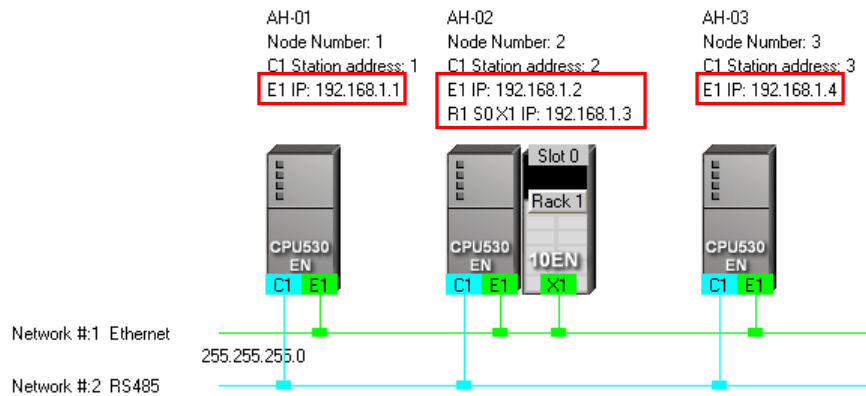 AH-01
Node Number: 1
C1 Station address: 1
E1 IP: 192.168.1.1
AH-02
Node Number: 2
C1 Station address: 2
E1 IP: 192.168.1.2
R1 S0 X1 IP: 192.168.1.3
AH-03
Node Number: 3
C1 Station address: 3
E1 IP: 192.168.1.4
CPU530
EN
C1 E1
CPU530
EN
C1 E1
Slot 0
Rack 1
10EN
X1
CPU530
EN
C1 E1
Network #:1 Ethernet
255.255.255.0
Network #:2 RS485